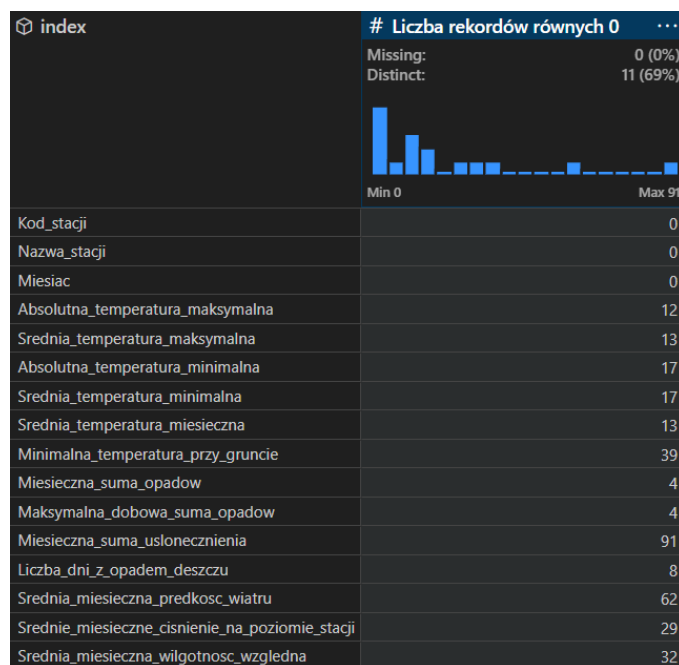 index # Liczba rekordów równych 0 ...
Missing: 0 (0%)
Distinct: 11 (69%)
Min 0 Max 91
Kod_stacji 0
Nazwa_stacji 0
Miesiac 0
Absolutna_temperatura_maksymalna 12
Srednia_temperatura_maksymalna 13
Absolutna_temperatura_minimalna 17
Srednia_temperatura_minimalna 17
Srednia_temperatura_miesieczna 13
Minimalna_temperatura_przy_gruncie 39
Miesieczna_suma_opadow 4
Maksymalna_dobowa_suma_opadow 4
Miesieczna_suma_uslonecznienia 91
Liczba_dni_z_opadem_deszczu 8
Srednia_miesieczna_predkosc_wiatru 62
Srednie_miesieczne_cisnienie_na_poziomie_stacji 29
Srednia_miesieczna_wilgotnosc_wzgledna 32